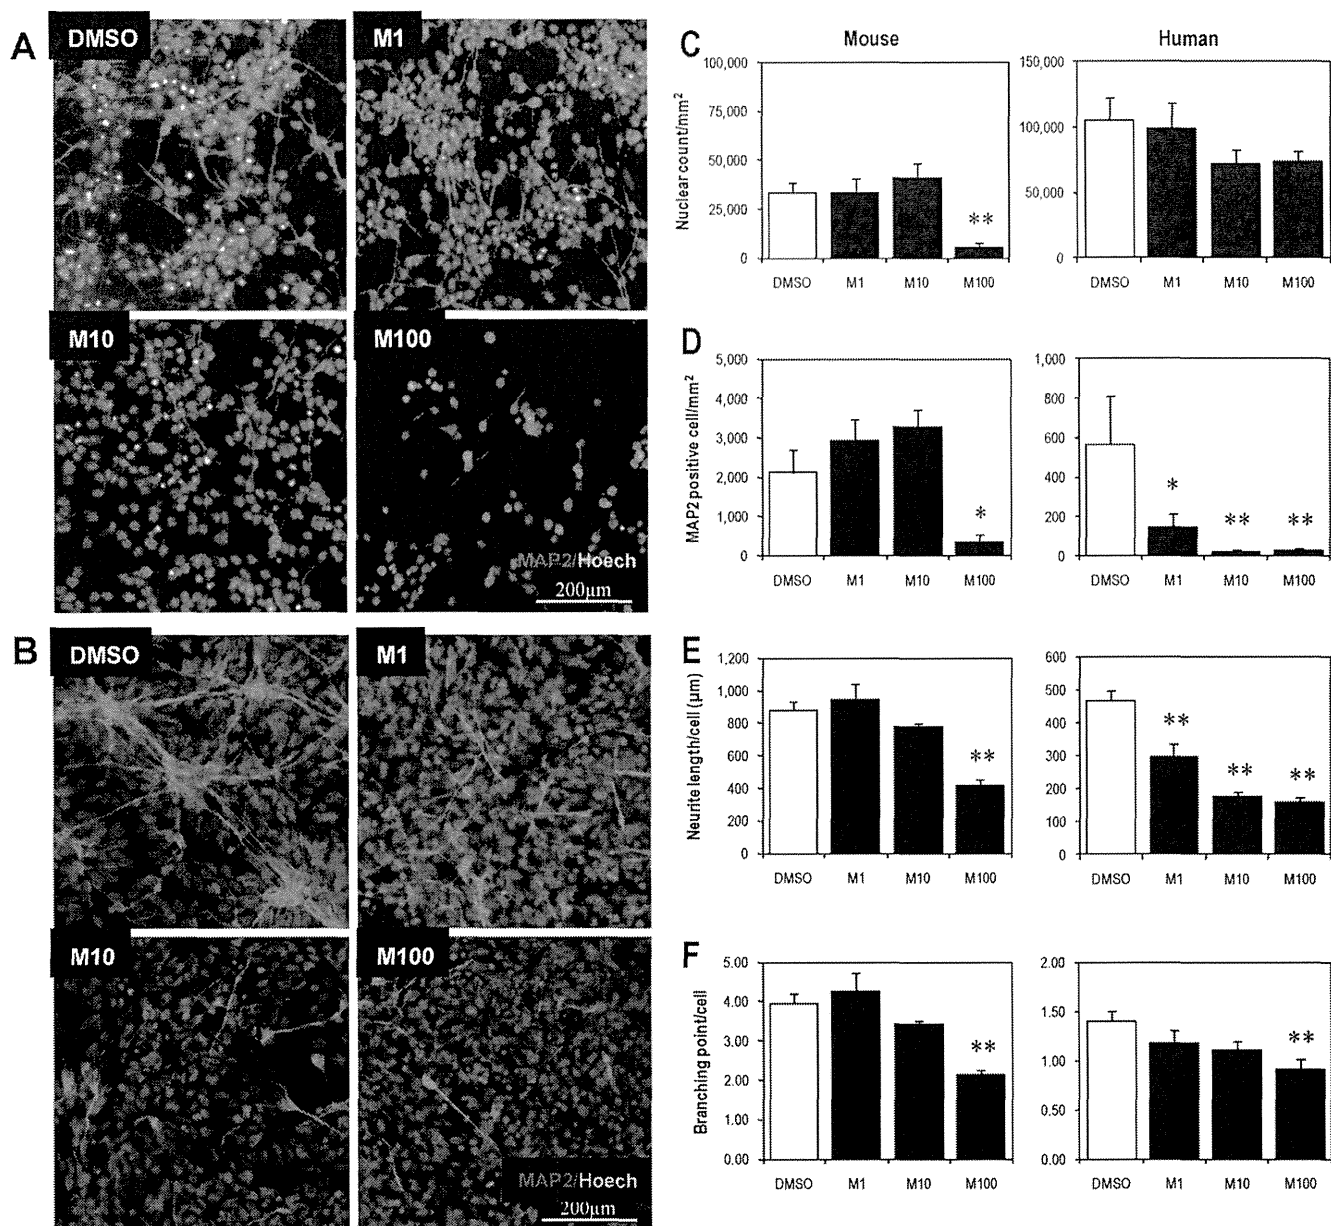 A
DMSO
M1
M10
M100
MAP2/Hoech
200µm
B
DMSO
M1
M10
M100
MAP2/Hoech
200µm
C
Mouse
Human
Nuclear count/mm²
100,000
75,000
50,000
25,000
0
**
DMSO M1 M10 M100
150,000
100,000
50,000
0
DMSO M1 M10 M100
D
MAP2 positive cell/mm²
5,000
4,000
3,000
2,000
1,000
0
*
DMSO M1 M10 M100
1,000
800
600
400
200
0
* ** **
DMSO M1 M10 M100
E
Neurite length/cell (µm)
1,200
1,000
800
600
400
200
0
**
DMSO M1 M10 M100
600
500
400
300
200
100
0
** ** **
DMSO M1 M10 M100
F
Branching point/cell
5.00
4.00
3.00
2.00
1.00
0.00
**
DMSO M1 M10 M100
2.00
1.50
1.00
0.50
0.00
**
DMSO M1 M10 M100